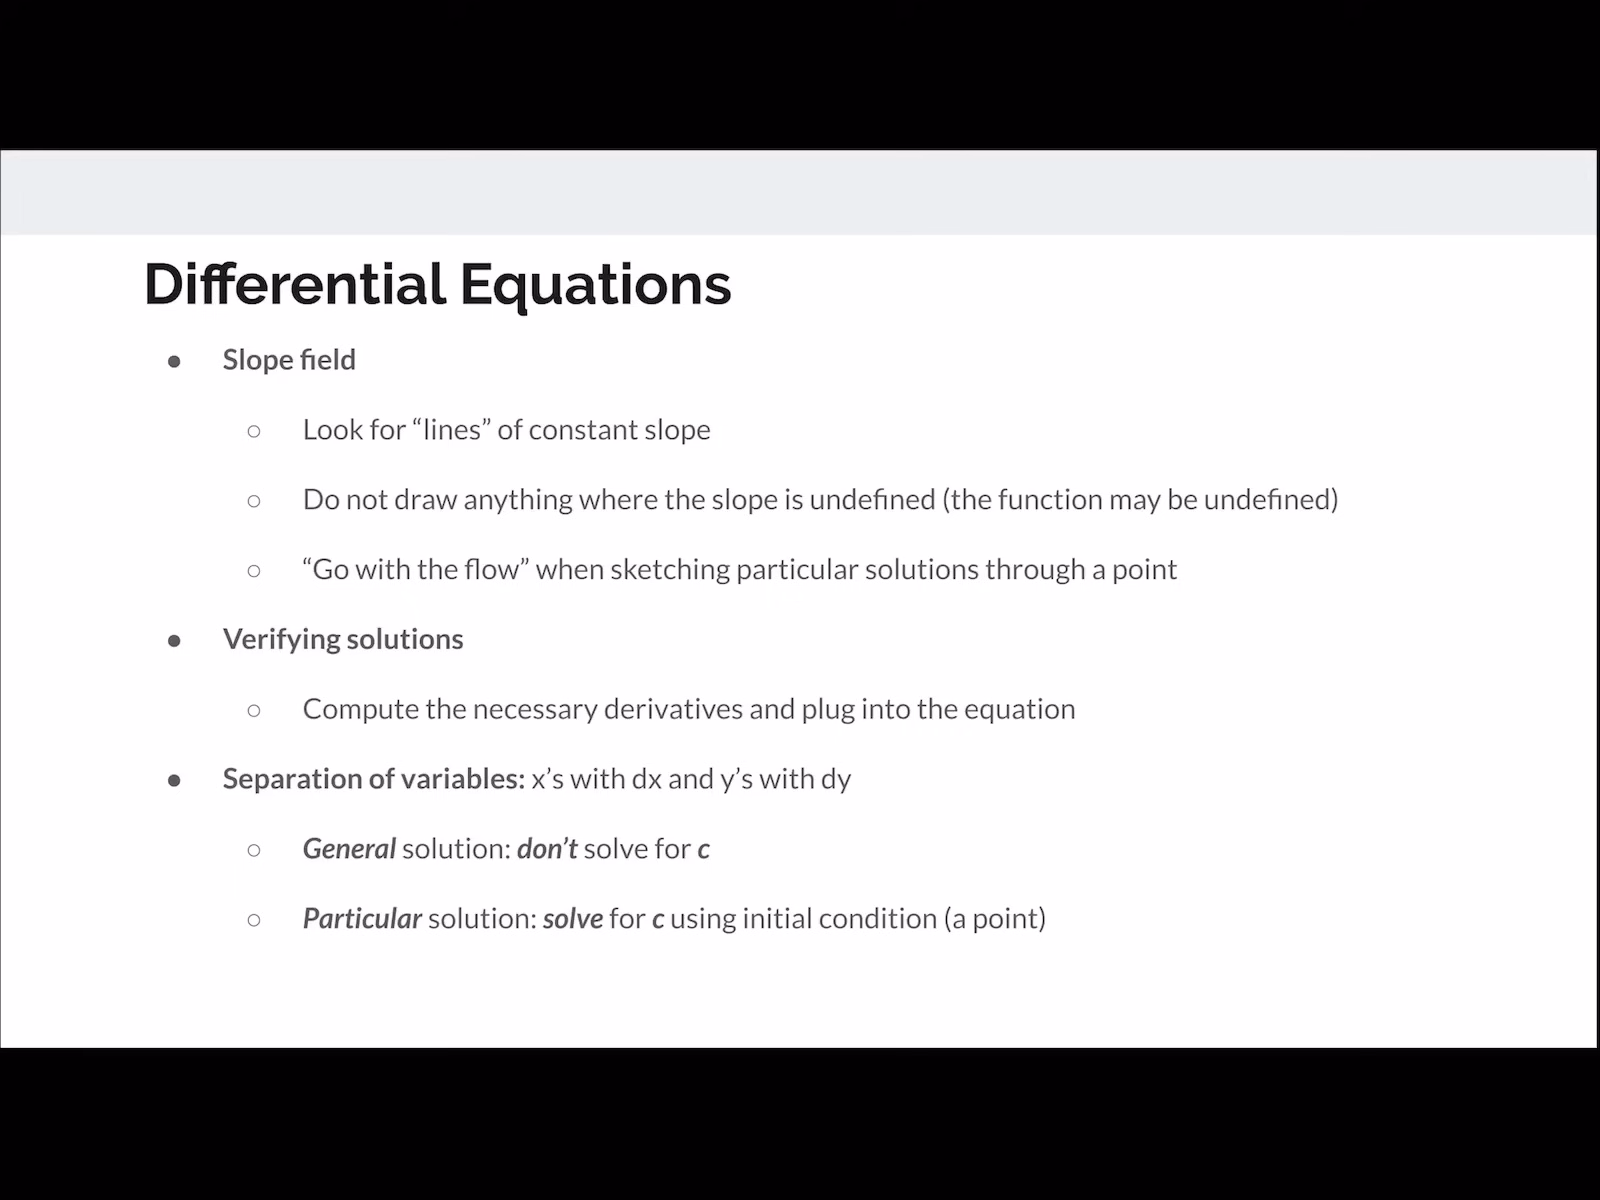 Differential Equations
● Slope field
○ Look for “lines” of constant slope
○ Do not draw anything where the slope is undefined (the function may be undefined)
○ “Go with the flow” when sketching particular solutions through a point
● Verifying solutions
○ Compute the necessary derivatives and plug into the equation
● Separation of variables: x’s with dx and y’s with dy
○ General solution: don’t solve for c
○ Particular solution: solve for c using initial condition (a point)